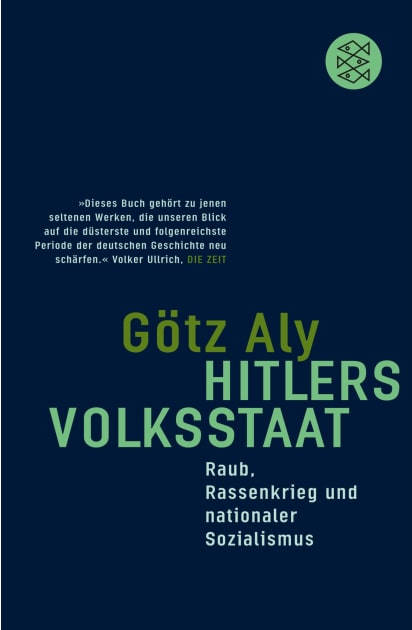 »Dieses Buch gehört zu jenen
seltenen Werken, die unseren Blick
auf die düsterste und folgenreichste
Periode der deutschen Geschichte neu
schärfen.« Volker Ullrich, DIE ZEIT
Götz Aly
HITLERS
VOLKSSTAAT
Raub,
Rassenkrieg und
nationaler
Sozialismus